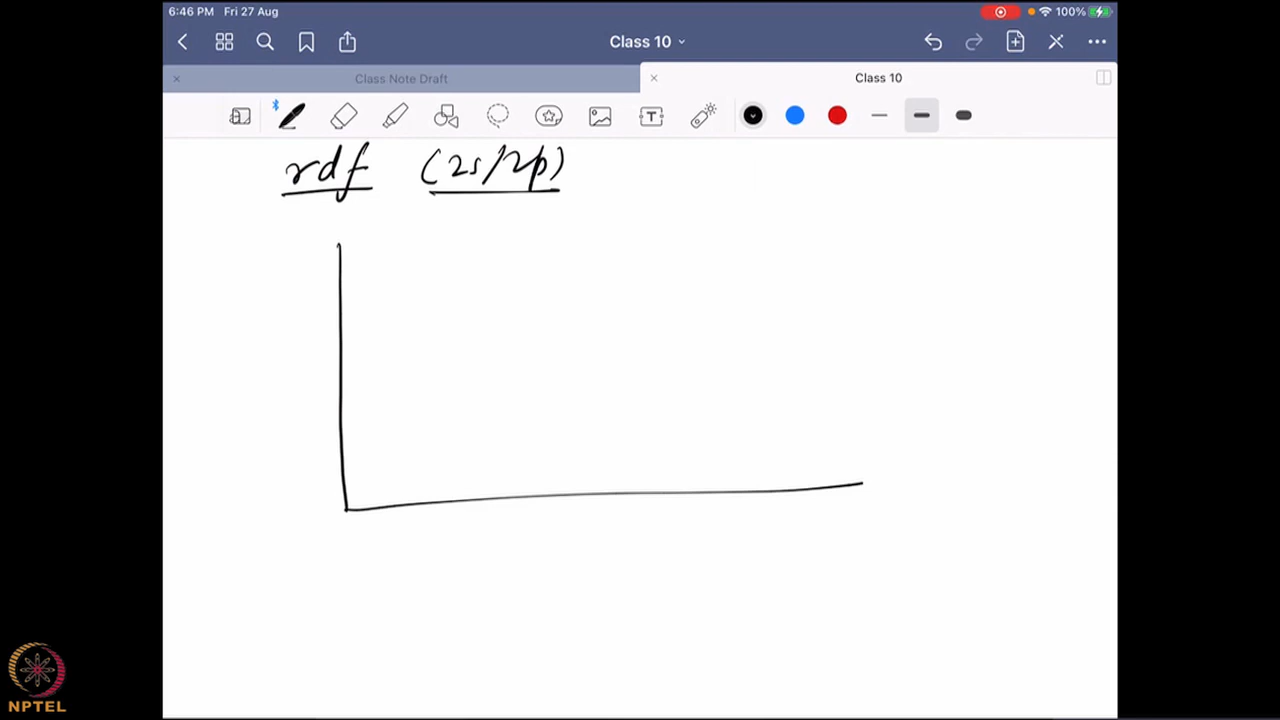 6:46 PM Fri 27 Aug
100%
Class 10
Class Note Draft
Class 10
T
rdf (2s/2p)
NPTEL